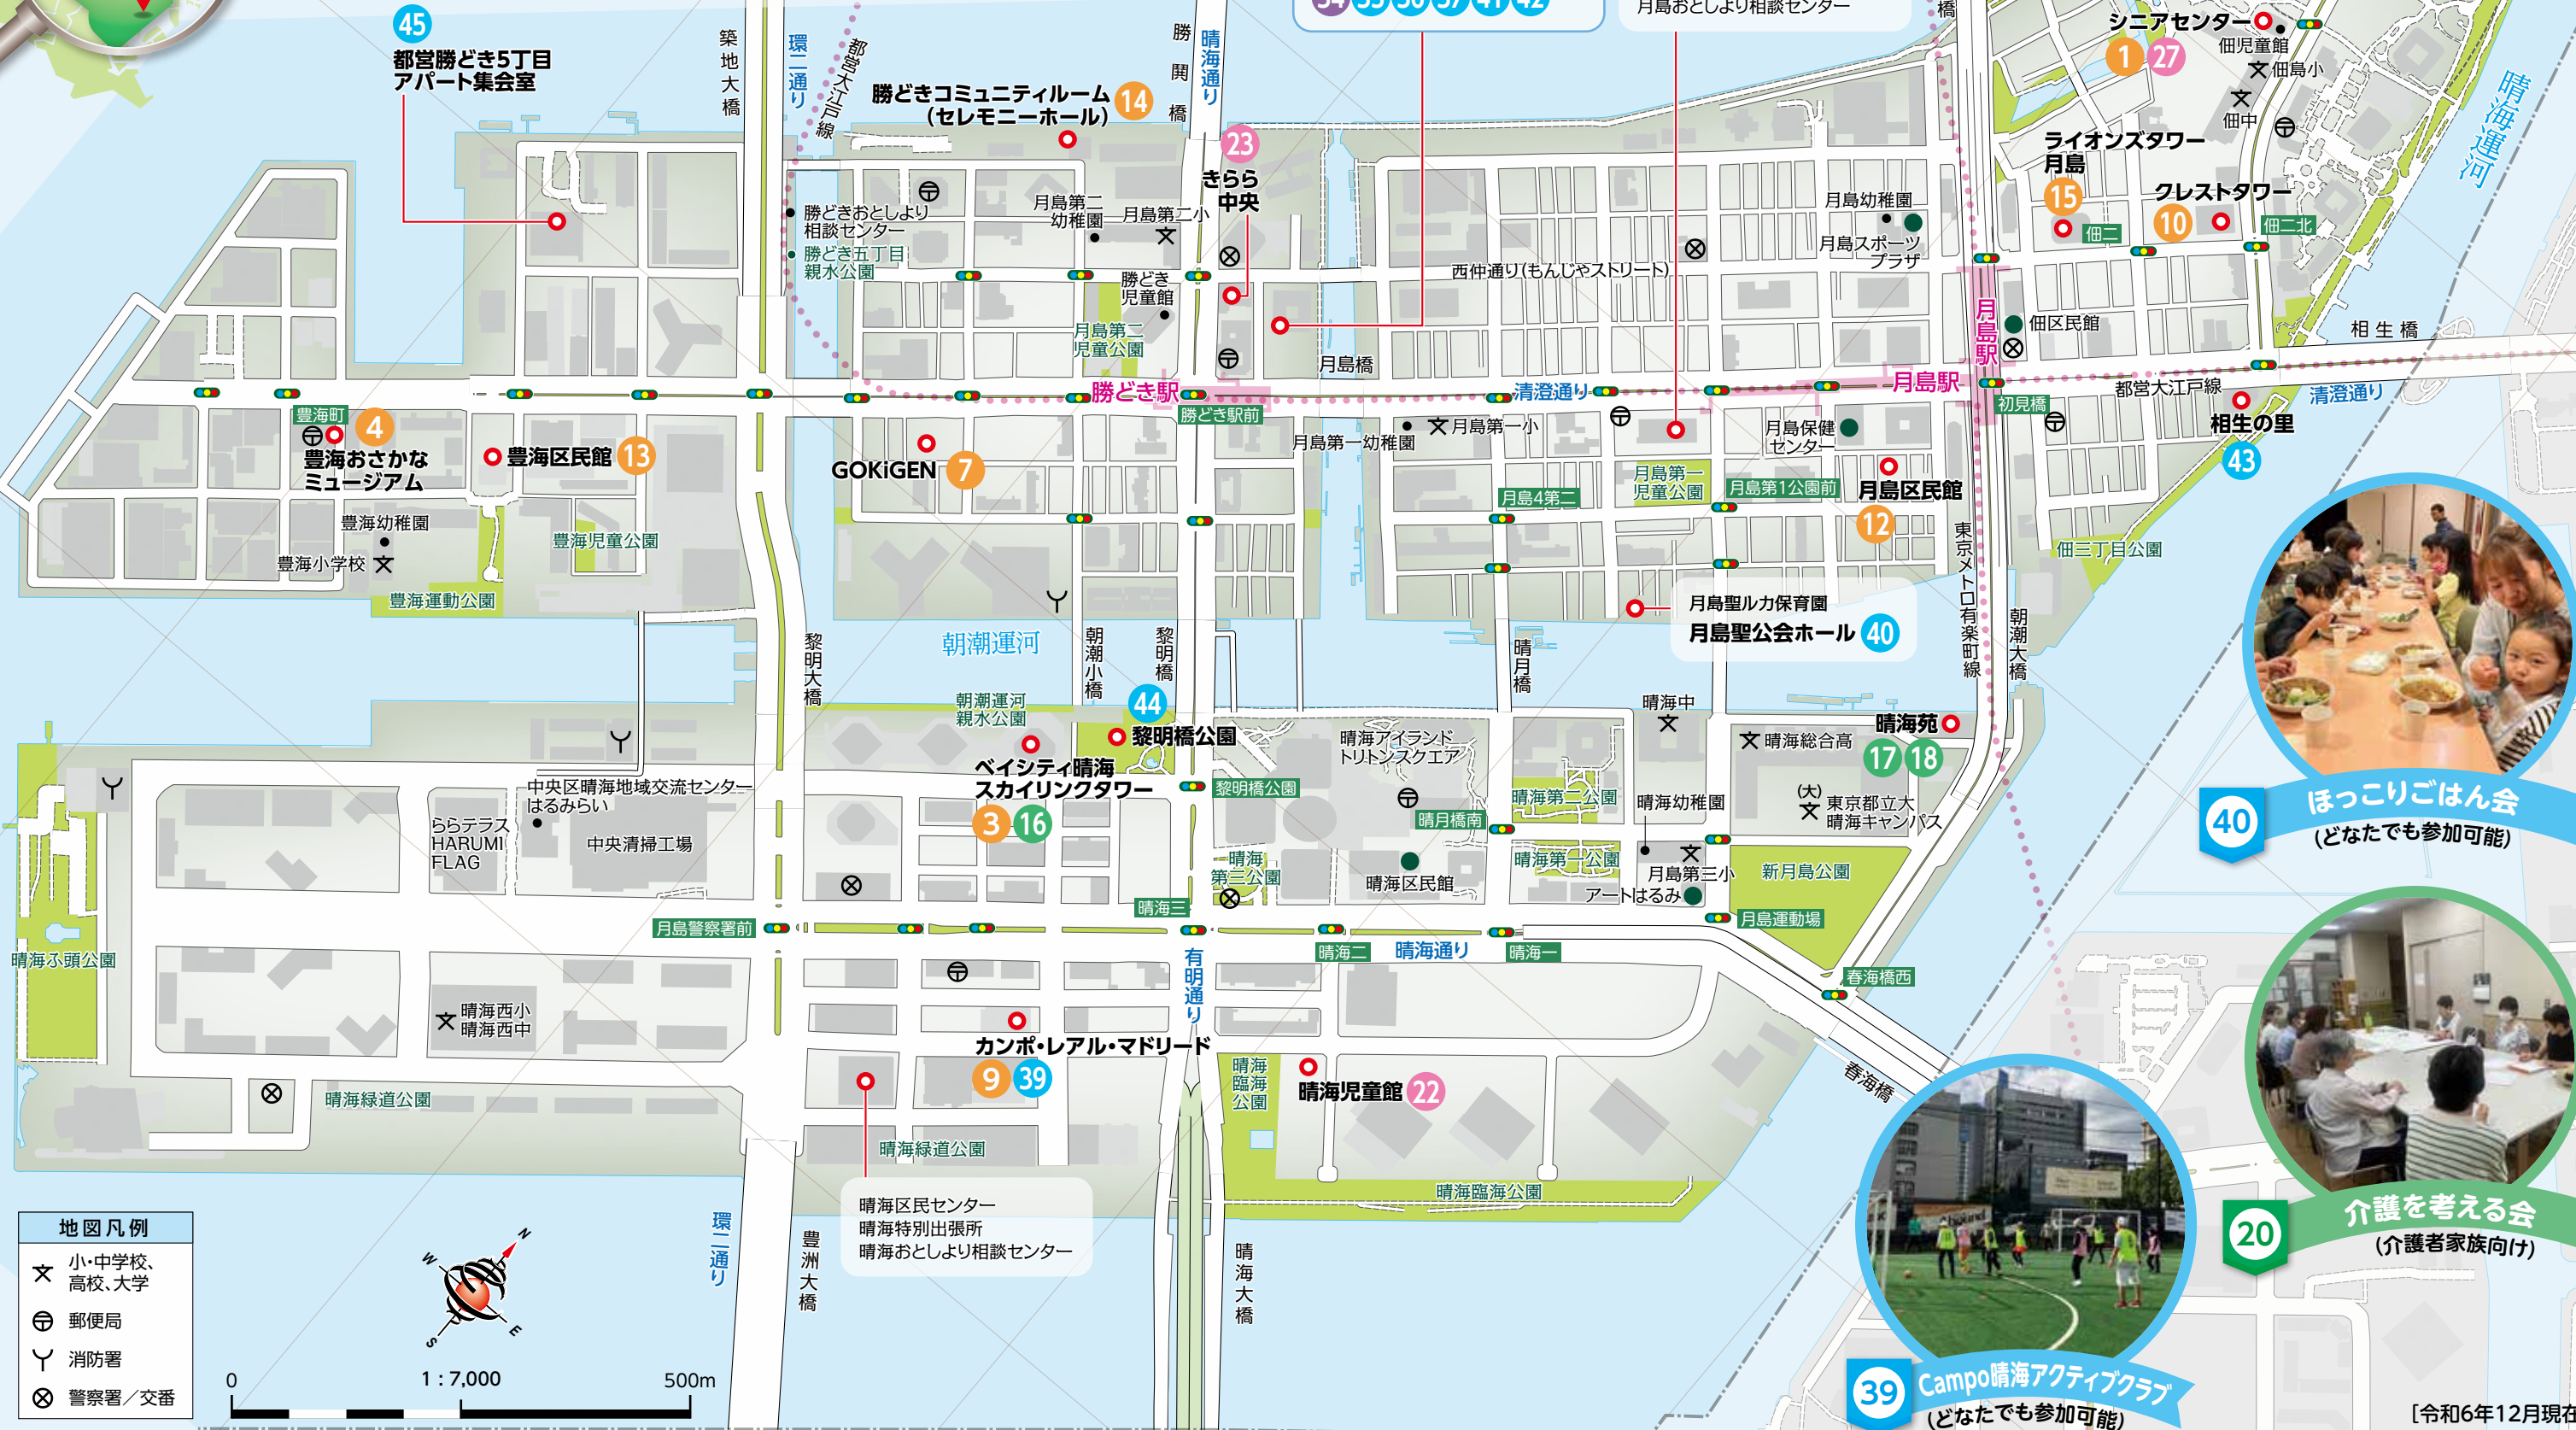 34 35 36 37 41 42
月島おとしより相談センター
橋
45
都営勝どき5丁目
アパート集会室
築地大橋
環二通り
都営大江戸線
勝どきコミュニティルーム
（セレモニーホール） 14
勝鬨橋
晴海通り
23
きらら
中央
シニアセンター
1 27
佃児童館
佃島小
佃中
晴海運河
ライオンズタワー
月島
15
佃二
クレストタワー
10
佃二北
勝どきおとしより
相談センター
勝どき五丁目
親水公園
月島第二
幼稚園
月島第二小
勝どき
児童館
月島第二
児童公園
西仲通り(もんじゃストリート)
月島幼稚園
月島スポーツ
プラザ
月島駅
佃区民館
相生橋
月島橋
勝どき駅
勝どき駅前
清澄通り
月島駅
初見橋
都営大江戸線
清澄通り
相生の里
43
豊海町
4
豊海おさかな
ミュージアム
豊海区民館 13
GOKiGEN 7
月島第一幼稚園
月島第一小
月島保健
センター
月島第一
児童公園
月島4第二
月島第1公園前
月島区民館
12
豊海幼稚園
豊海小学校
豊海児童公園
豊海運動公園
佃三丁目公園
東京メトロ有楽町線
朝潮大橋
月島聖ルカ保育園
月島聖公会ホール 40
黎明大橋
朝潮運河
朝潮小橋
黎明橋
晴月橋
朝潮運河
親水公園
44
黎明橋公園
晴海アイランド
トリトンスクエア
晴海中
晴海総合高
晴海苑
17 18
中央区晴海地域交流センター
はるみらい
ベイシティ晴海
スカイリングタワー
3 16
黎明橋公園
晴月橋南
晴海第二公園
晴海幼稚園
(大)
東京都立大
晴海キャンパス
ららテラス
HARUMI
FLAG
中央清掃工場
晴海
第三公園
晴海区民館
晴海第一公園
月島第三小
アートはるみ
新月島公園
月島警察署前
晴海三
晴海二
晴海通り
晴海一
月島運動場
春海橋西
晴海ふ頭公園
有明通り
晴海西小
晴海西中
カンポ・レアル・マドリード
9 39
晴海
臨海
公園
晴海児童館 22
春海橋
晴海緑道公園
晴海緑道公園
晴海臨海公園
晴海区民センター
晴海特別出張所
晴海おとしより相談センター
環二通り
豊洲大橋
晴海大橋
地図凡例
小・中学校、
高校、大学
郵便局
消防署
警察署／交番
N
W
E
S
0 1：7,000 500m
40 ほっこりごはん会
(どなたでも参加可能)
20 介護を考える会
(介護者家族向け)
39 Campo晴海アクティブクラブ
(どなたでも参加可能)
［令和6年12月現在